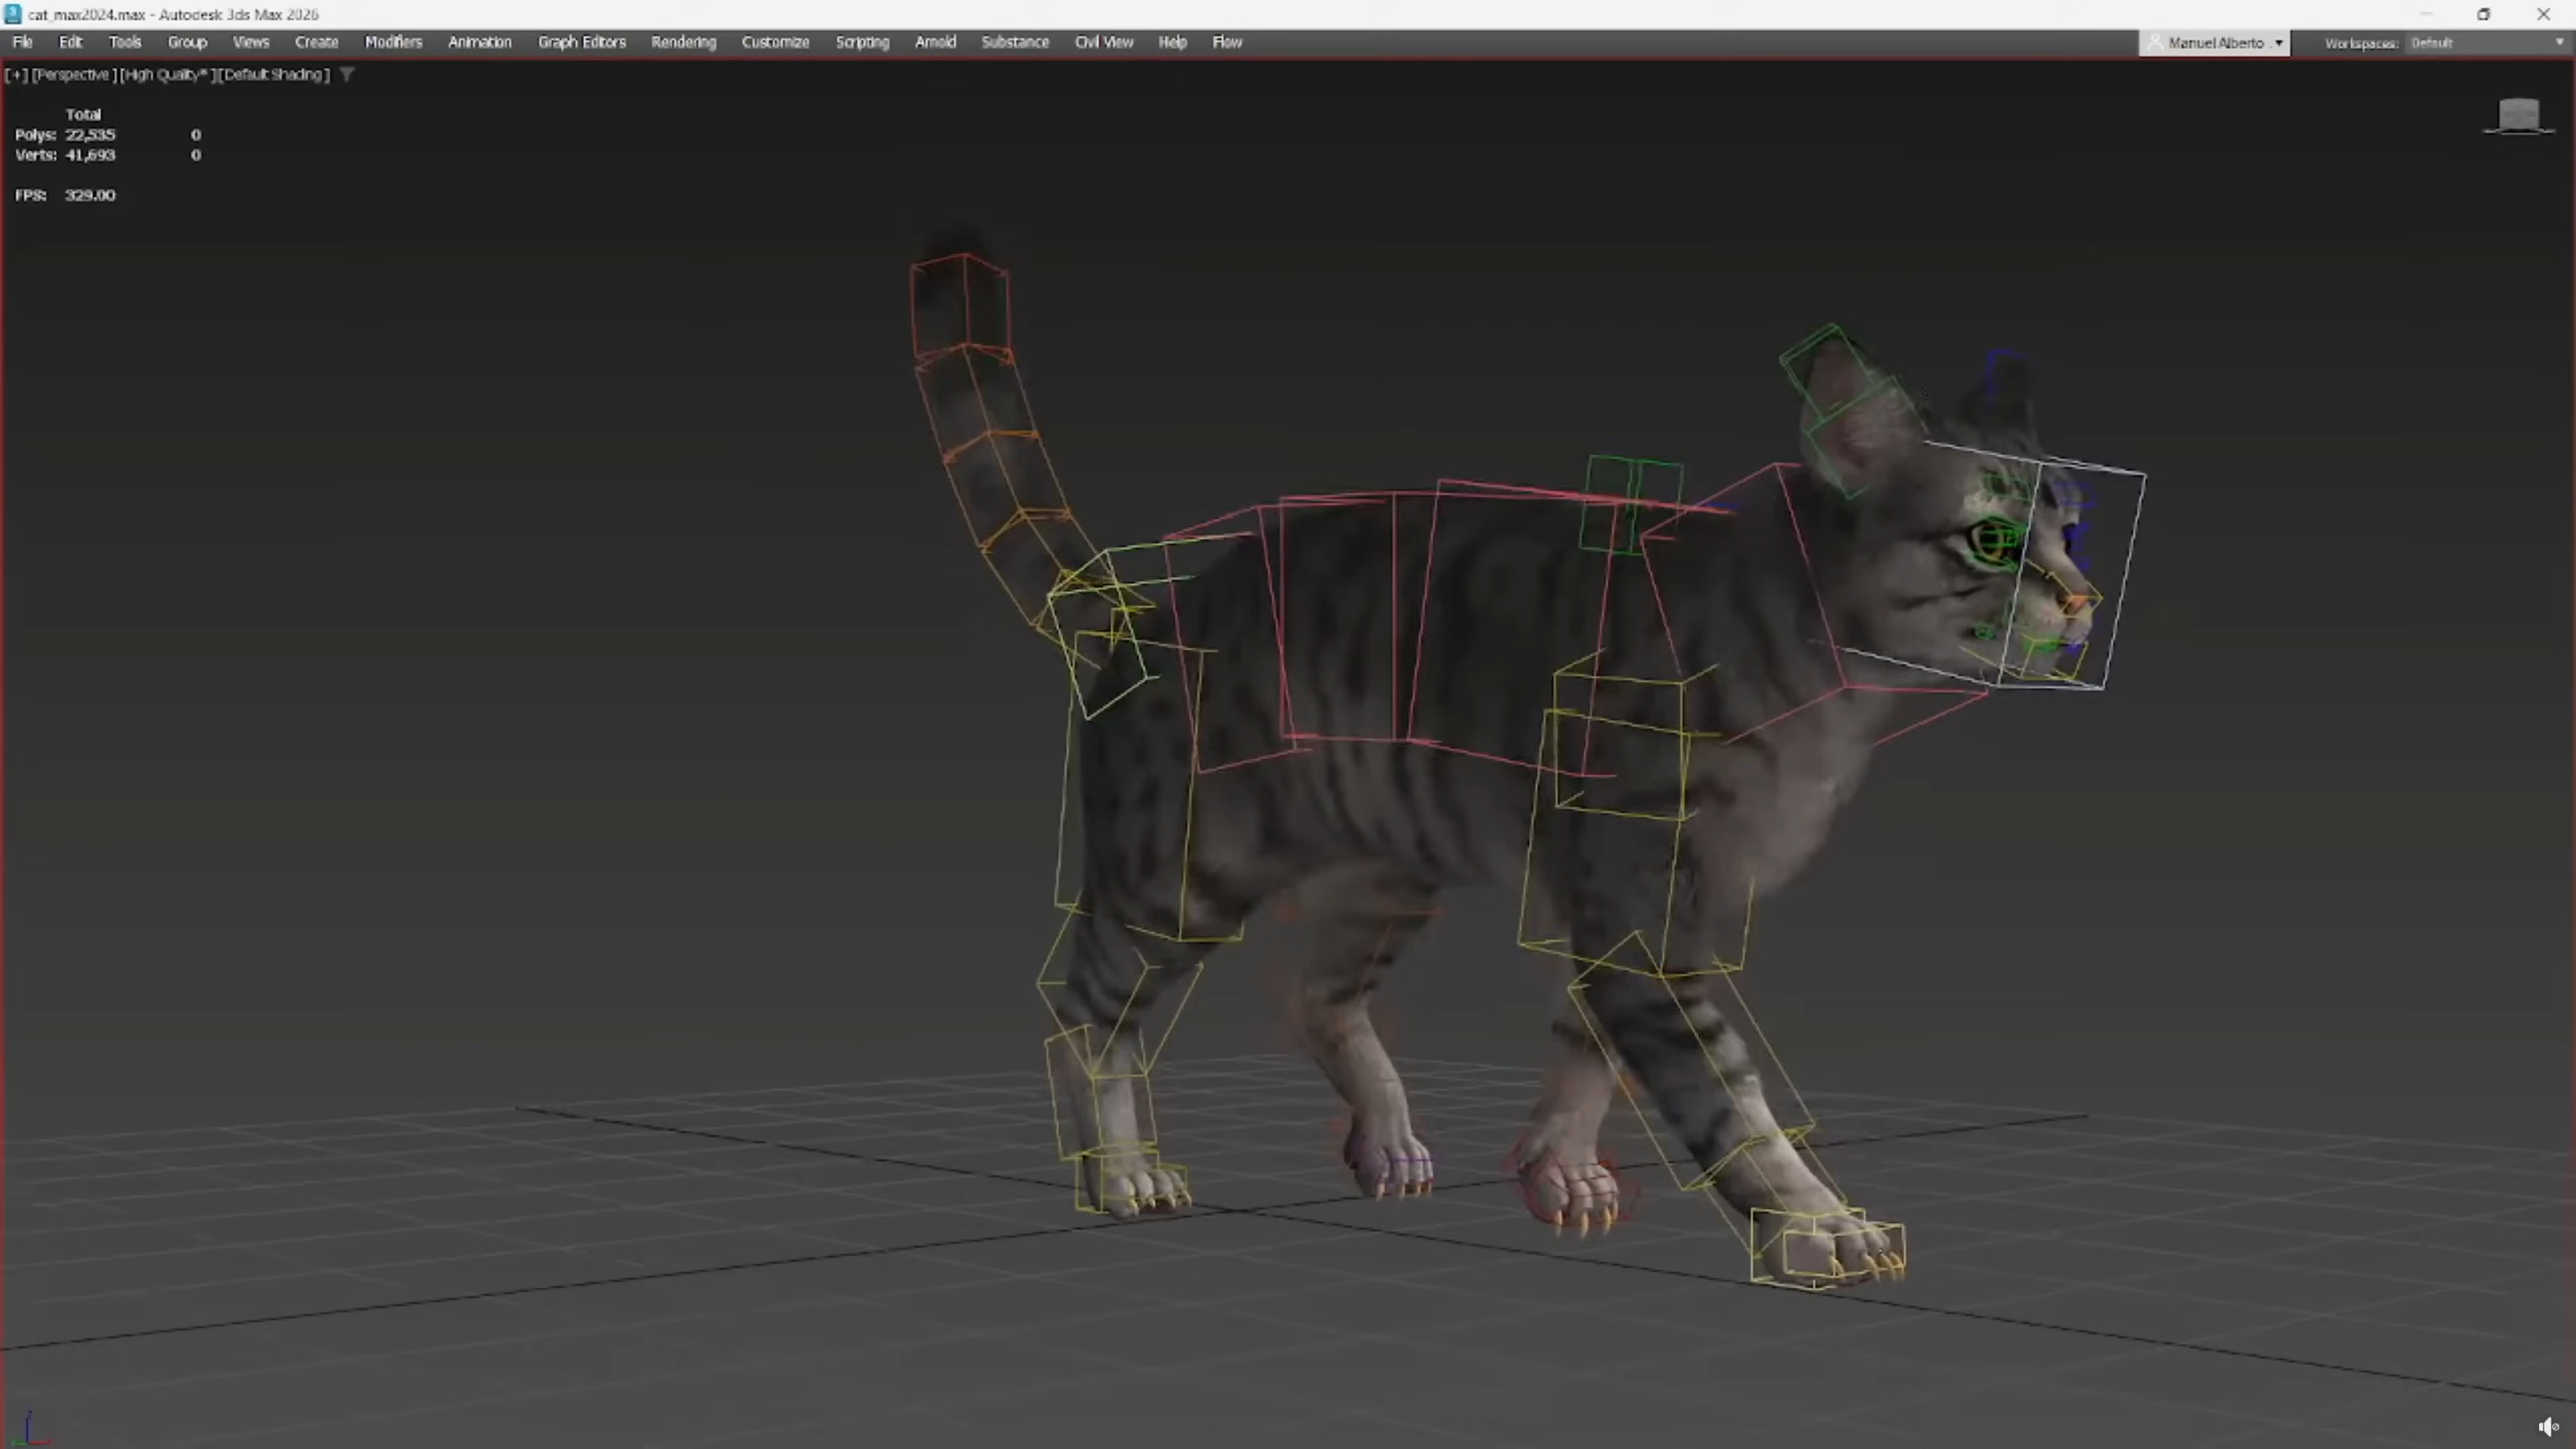 cat_max2024.max - Autodesk 3ds Max 2026
File Edit Tools Group Views Create Modifiers Animation Graph Editors Rendering Customize Scripting Arnold Substance Civil View Help Flow Manuel Alberto Workspaces: Default
[+] [Perspective ] [High Quality* ] [Default Shading ]
Total
Polys: 22,535 0
Verts: 41,693 0
FPS: 329.00